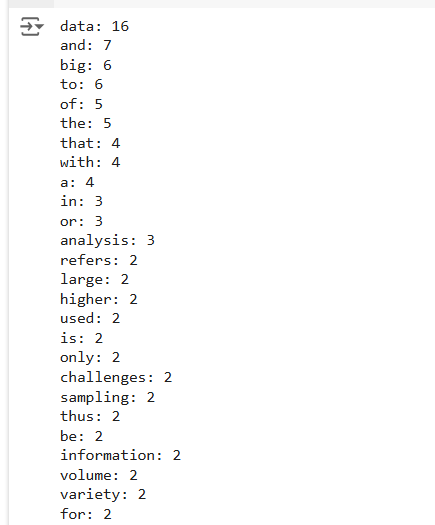 data: 16
and: 7
big: 6
to: 6
of: 5
the: 5
that: 4
with: 4
a: 4
in: 3
or: 3
analysis: 3
refers: 2
large: 2
higher: 2
used: 2
is: 2
only: 2
challenges: 2
sampling: 2
thus: 2
be: 2
information: 2
volume: 2
variety: 2
for: 2